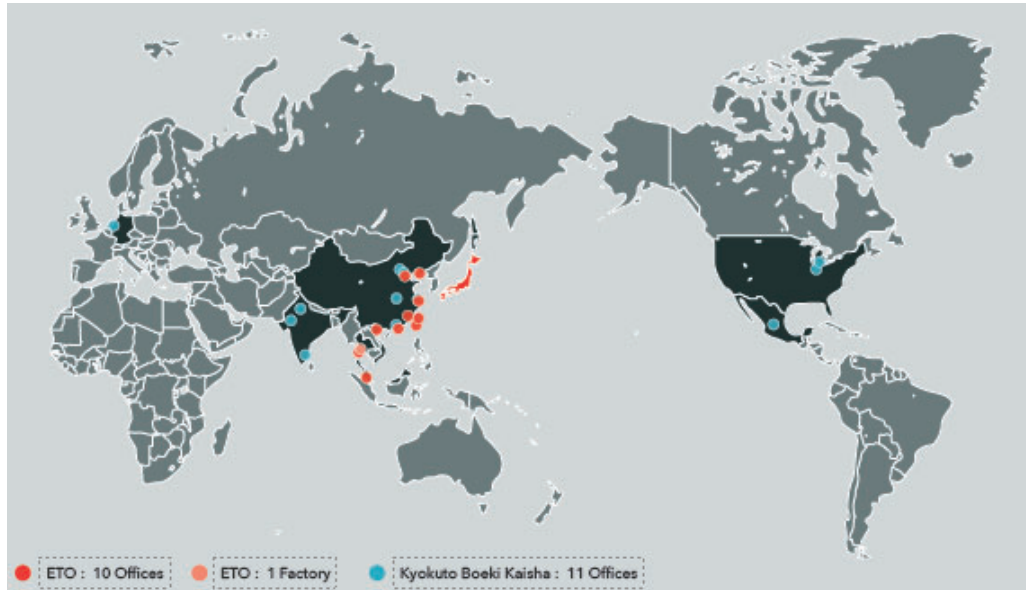 ETO : 10 Offices
ETO : 1 Factory
Kyokuto Boeki Kaisha : 11 Offices